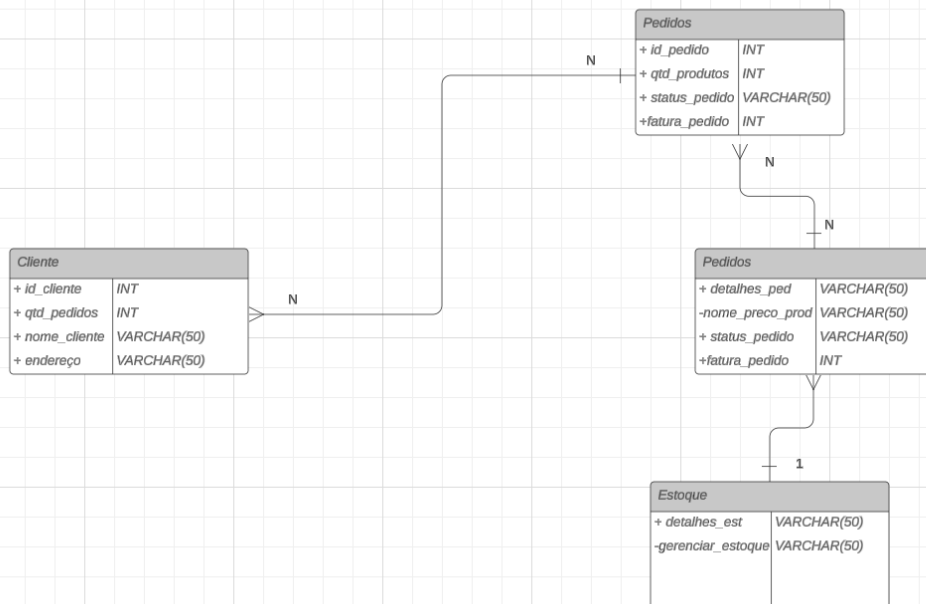 Pedidos
+ id_pedido INT
+ qtd_produtos INT
+ status_pedido VARCHAR(50)
+fatura_pedido INT
N
N
N
Pedidos
+ detalhes_ped VARCHAR(50)
-nome_preco_prod VARCHAR(50)
+ status_pedido VARCHAR(50)
+fatura_pedido INT
Cliente
+ id_cliente INT
+ qtd_pedidos INT
+ nome_cliente VARCHAR(50)
+ endereço VARCHAR(50)
N
1
Estoque
+ detalhes_est VARCHAR(50)
-gerenciar_estoque VARCHAR(50)